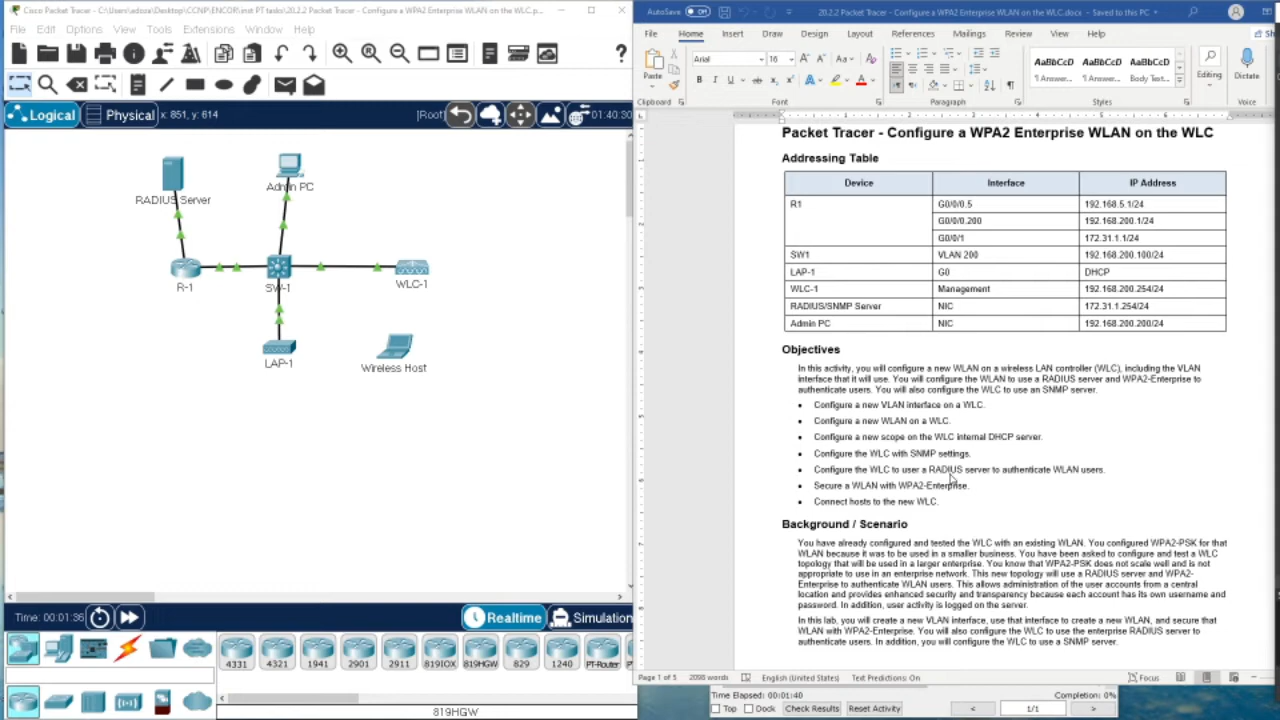 Cisco Packet Tracer - C:\Users\edoza\Desktop\CCNP\ENCOR\inst PT tasks\20.2.2 Packet Tracer - Configure a WPA2 Enterprise WLAN on the WLC.p...
File Edit Options View Tools Extensions Window Help
Logical
Physical
x: 851, y: 614
[Root]
01:40:30
RADIUS Server
Admin PC
R-1
SW-1
WLC-1
LAP-1
Wireless Host
Time: 00:01:36
Realtime
Simulation
4331
4321
1941
2901
2911
819IOX
819HGW
829
1240
PT-Router
819HGW
AutoSave Off
20.2.2 Packet Tracer - Configure a WPA2 Enterprise WLAN on the WLC.docx - Saved to this PC
File Home Insert Draw Design Layout References Mailings Review View Help
Sh
Paste
Arial
16
Editing
Dictate
AaBbCcD
AaBbCcD
AaBbCcD
¶ Answer...
¶ Answer...
Body Text...
Clipboard
Font
Paragraph
Styles
Voice
Packet Tracer - Configure a WPA2 Enterprise WLAN on the WLC
Addressing Table
Device Interface IP Address
R1 G0/0/0.5 192.168.5.1/24
G0/0/0.200 192.168.200.1/24
G0/0/1 172.31.1.1/24
SW1 VLAN 200 192.168.200.100/24
LAP-1 G0 DHCP
WLC-1 Management 192.168.200.254/24
RADIUS/SNMP Server NIC 172.31.1.254/24
Admin PC NIC 192.168.200.200/24
Objectives
In this activity, you will configure a new WLAN on a wireless LAN controller (WLC), including the VLAN
interface that it will use. You will configure the WLAN to use a RADIUS server and WPA2-Enterprise to
authenticate users. You will also configure the WLC to use an SNMP server.
• Configure a new VLAN interface on a WLC.
• Configure a new WLAN on a WLC.
• Configure a new scope on the WLC internal DHCP server.
• Configure the WLC with SNMP settings.
• Configure the WLC to user a RADIUS server to authenticate WLAN users.
• Secure a WLAN with WPA2-Enterprise.
• Connect hosts to the new WLC.
Background / Scenario
You have already configured and tested the WLC with an existing WLAN. You configured WPA2-PSK for that
WLAN because it was to be used in a smaller business. You have been asked to configure and test a WLC
topology that will be used in a larger enterprise. You know that WPA2-PSK does not scale well and is not
appropriate to use in an enterprise network. This new topology will use a RADIUS server and WPA2-
Enterprise to authenticate WLAN users. This allows administration of the user accounts from a central
location and provides enhanced security and transparency because each account has its own username and
password. In addition, user activity is logged on the server.
In this lab, you will create a new VLAN interface, use that interface to create a new WLAN, and secure that
WLAN with WPA2-Enterprise. You will also configure the WLC to use the enterprise RADIUS server to
authenticate users. In addition, you will configure the WLC to use a SNMP server.
Page 1 of 5
2098 words
English (United States)
Text Predictions: On
Focus
Time Elapsed: 00:01:40
Completion: 0%
Top
Dock
Check Results
Reset Activity
<
1/1
>